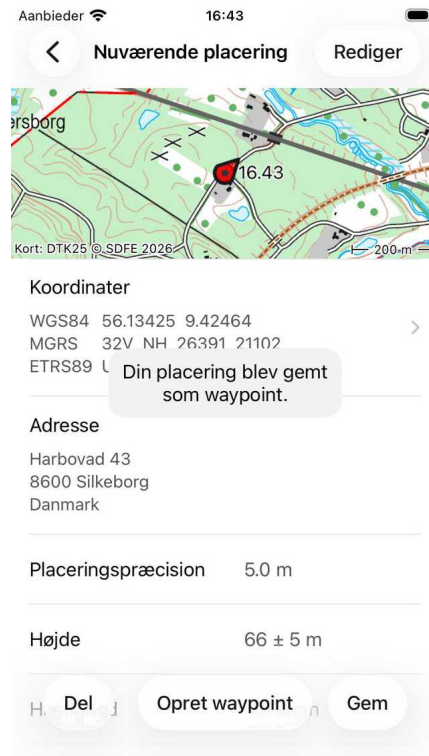 Aanbieder 16:43
Nuværende placering Rediger
ersborg
16.43
Kort: DTK25 © SDFE 2026
200 m
Koordinater
WGS84 56.13425 9.42464
MGRS 32V NH 26391 21102
ETRS89
Din placering blev gemt
som waypoint.
Adresse
Harbovad 43
8600 Silkeborg
Danmark
Placeringspræcision 5.0 m
Højde 66 ± 5 m
Del Opret waypoint Gem